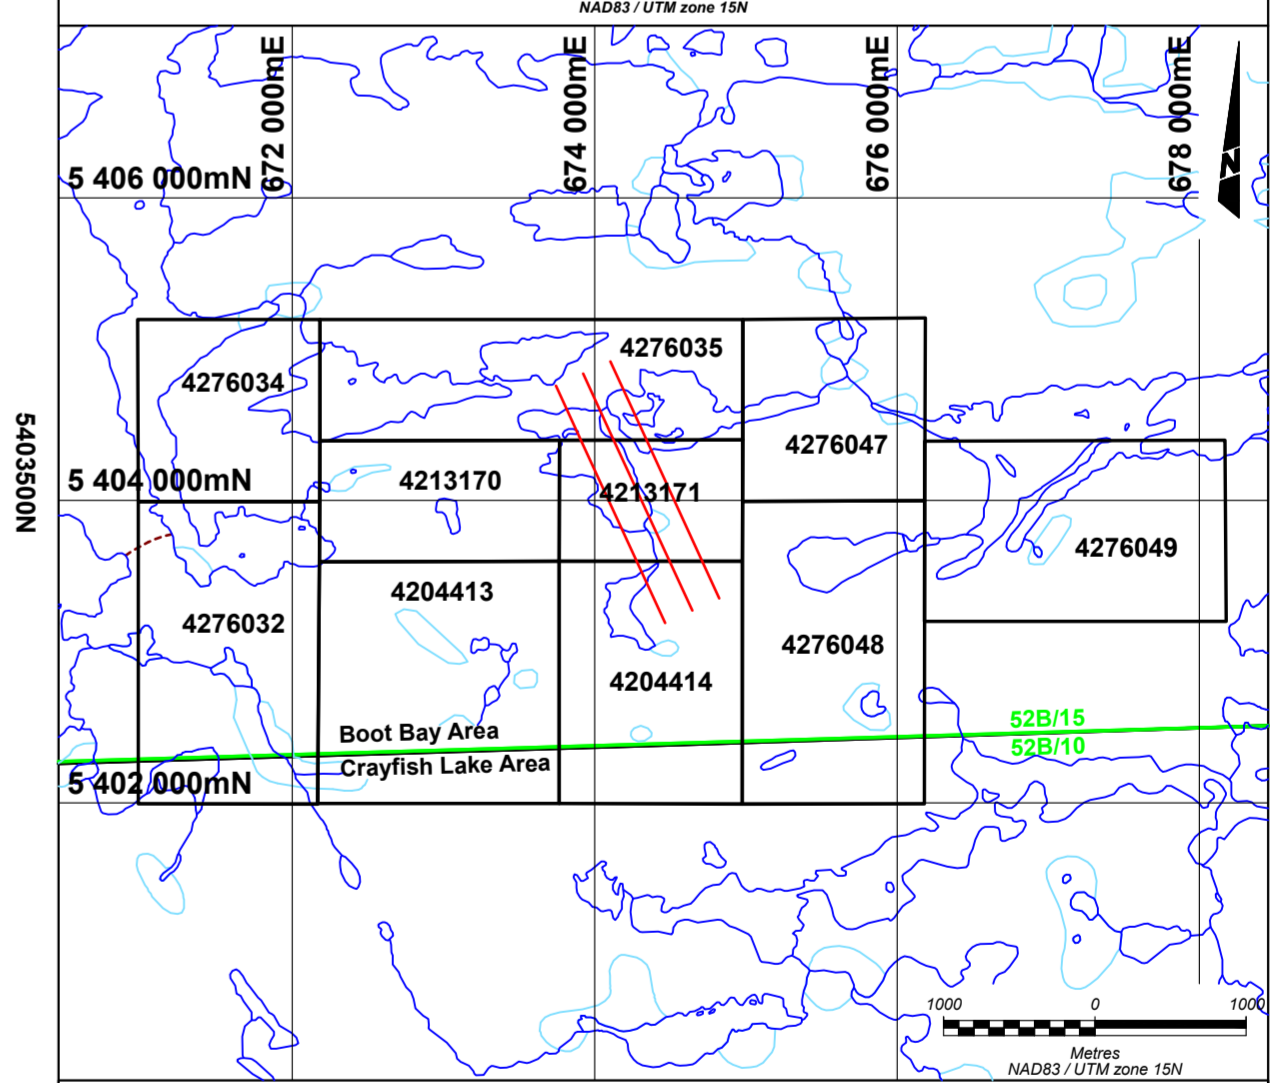 NAD83 / UTM zone 15N
672 000mE
674 000mE
676 000mE
678 000mE
N
5 406 000mN
4276035
4276034
5403500N
4276047
5 404 000mN
4213170
4213171
4276049
4204413
4276032
4276048
4204414
52B/15
Boot Bay Area
52B/10
Crayfish Lake Area
5 402 000mN
1000 0 1000
Metres
NAD83 / UTM zone 15N